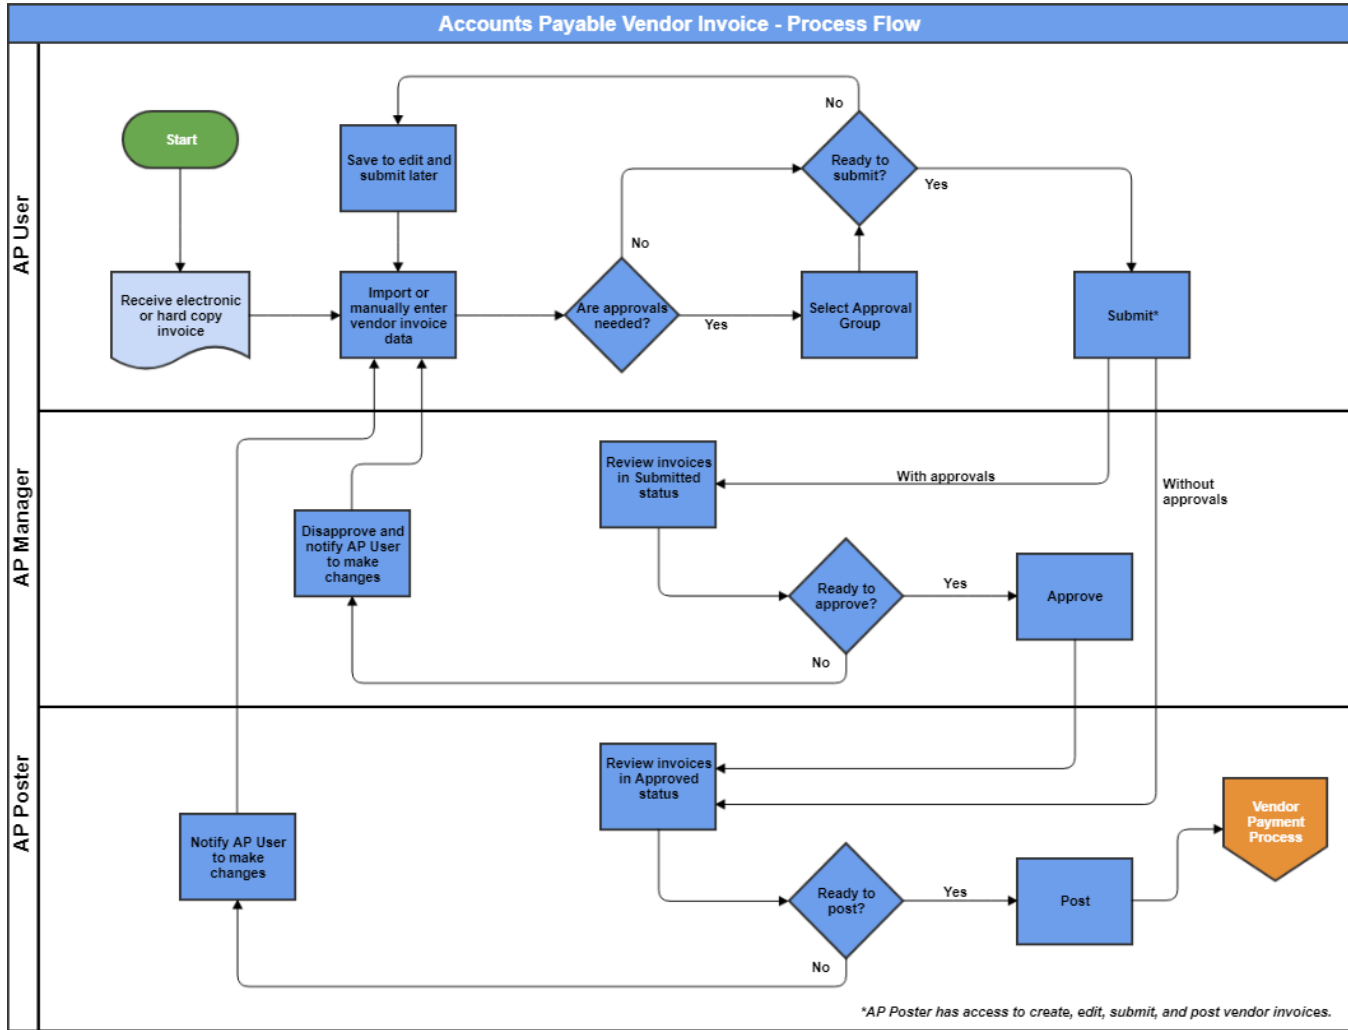 Accounts Payable Vendor Invoice - Process Flow
AP User
Start
Save to edit and
submit later
No
Ready to
submit?
Yes
No
Receive electronic
or hard copy
invoice
Import or
manually enter
vendor invoice
data
Are approvals
needed?
Yes
Select Approval
Group
Submit*
AP Manager
Review invoices
in Submitted
status
With approvals
Without
approvals
Disapprove and
notify AP User
to make
changes
Ready to
approve?
Yes
Approve
No
AP Poster
Review invoices
in Approved
status
Vendor
Payment
Process
Notify AP User
to make
changes
Ready to
post?
Yes
Post
No
*AP Poster has access to create, edit, submit, and post vendor invoices.